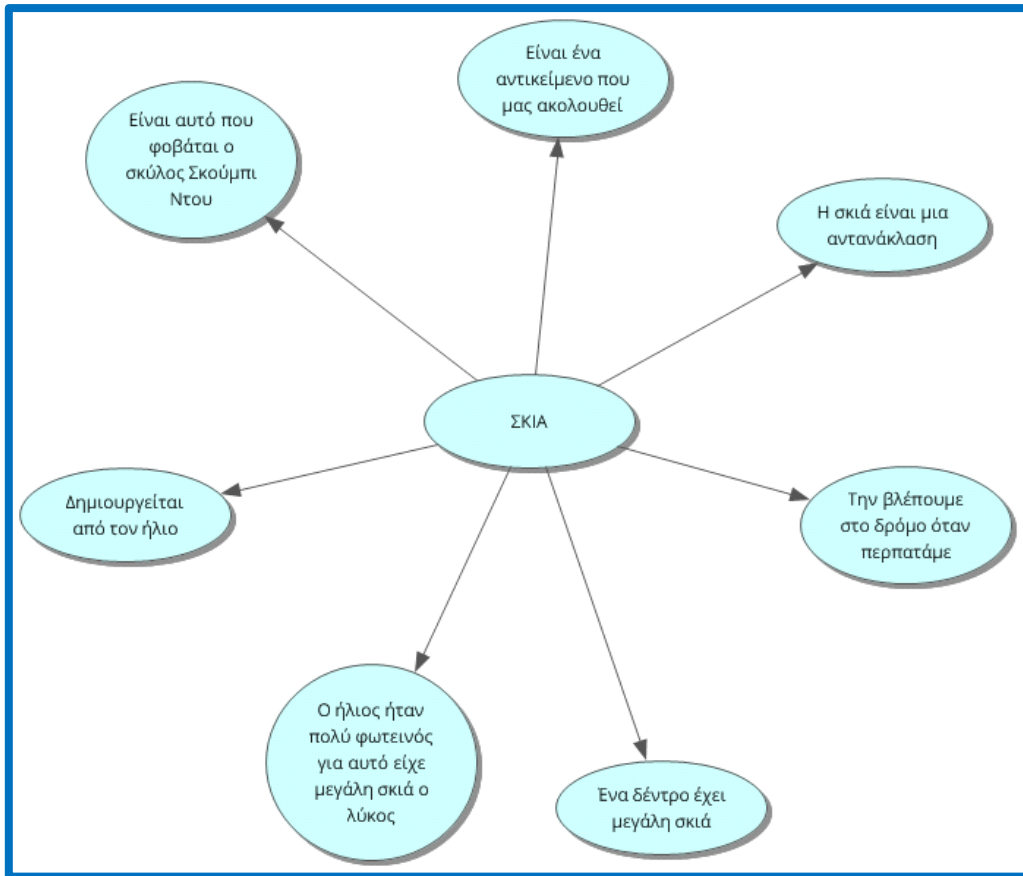 Είναι ένα
αντικείμενο που
μας ακολουθεί
Είναι αυτό που
φοβάται ο
σκύλος Σκούμπι
Ντου
Η σκιά είναι μια
αντανάκλαση
ΣΚΙΑ
Δημιουργείται
από τον ήλιο
Την βλέπουμε
στο δρόμο όταν
περπατάμε
Ο ήλιος ήταν
πολύ φωτεινός
για αυτό είχε
μεγάλη σκιά ο
λύκος
Ένα δέντρο έχει
μεγάλη σκιά